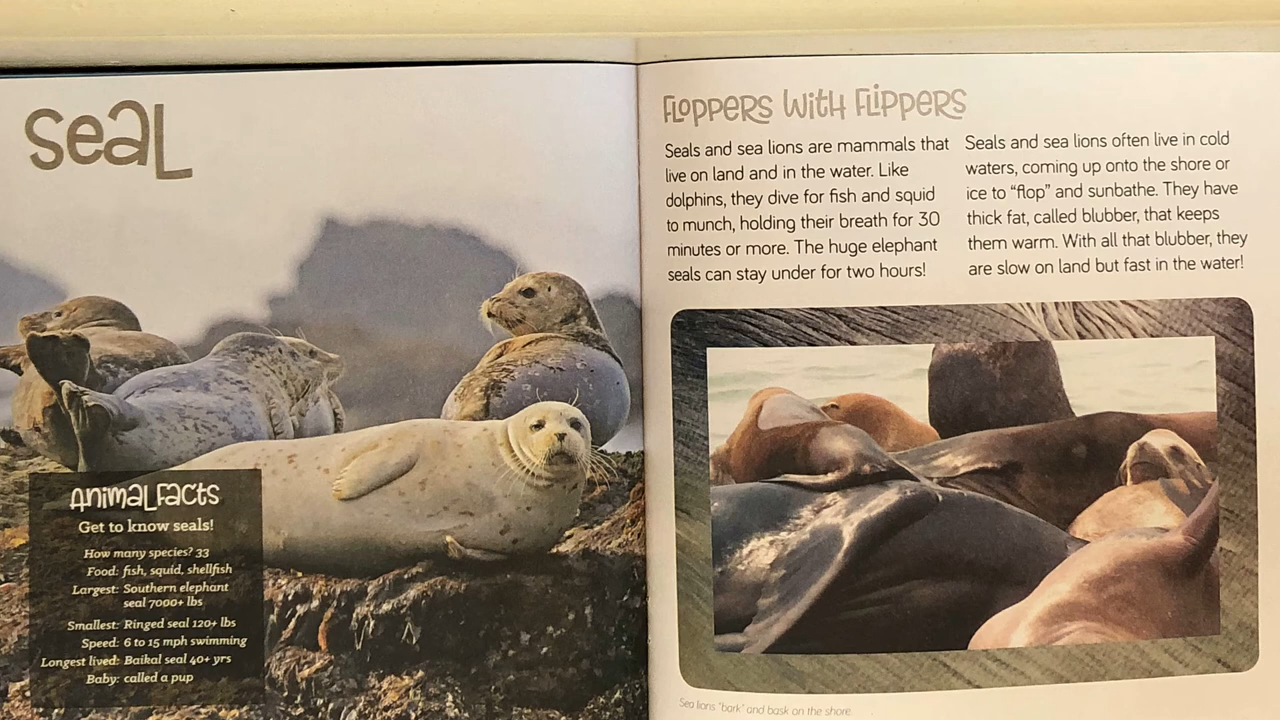 SeaL
AnimaL Facts
Get to know seals!
How many species? 33
Food: fish, squid, shellfish
Largest: Southern elephant
seal 7000+ lbs
Smallest: Ringed seal 120+ lbs
Speed: 6 to 15 mph swimming
Longest lived: Baikal seal 40+ yrs
Baby: called a pup
FLOPPERS WITH FLIPPERS
Seals and sea lions are mammals that
live on land and in the water. Like
dolphins, they dive for fish and squid
to munch, holding their breath for 30
minutes or more. The huge elephant
seals can stay under for two hours!
Seals and sea lions often live in cold
waters, coming up onto the shore or
ice to “flop” and sunbathe. They have
thick fat, called blubber, that keeps
them warm. With all that blubber, they
are slow on land but fast in the water!
Sea lions “bark” and bask on the shore.